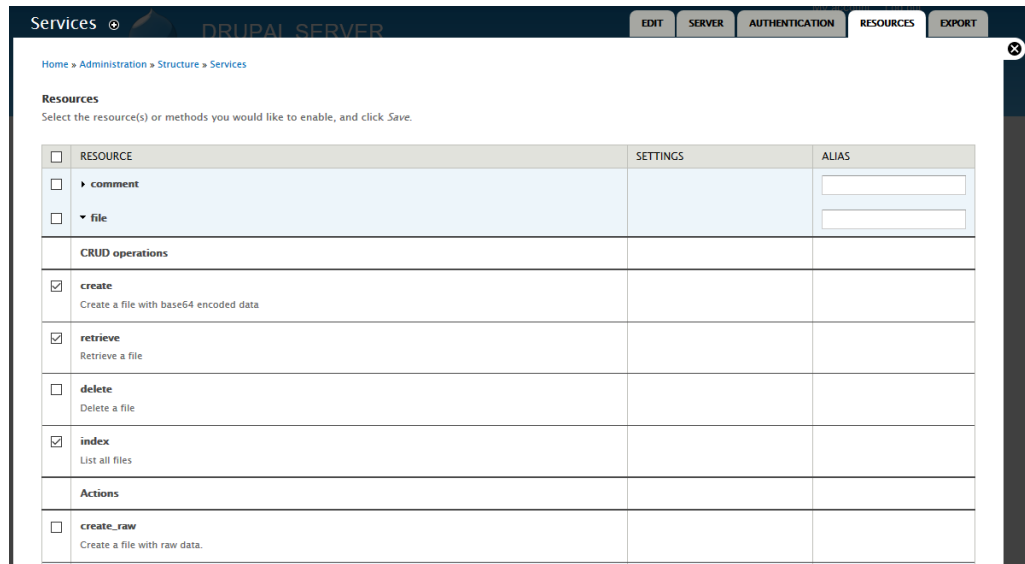 Services
DRUPAL SERVER
EDIT
SERVER
AUTHENTICATION
RESOURCES
EXPORT
Home » Administration » Structure » Services
Resources
Select the resource(s) or methods you would like to enable, and click Save.
RESOURCE SETTINGS ALIAS
comment
file
CRUD operations
create
Create a file with base64 encoded data
retrieve
Retrieve a file
delete
Delete a file
index
List all files
Actions
create_raw
Create a file with raw data.